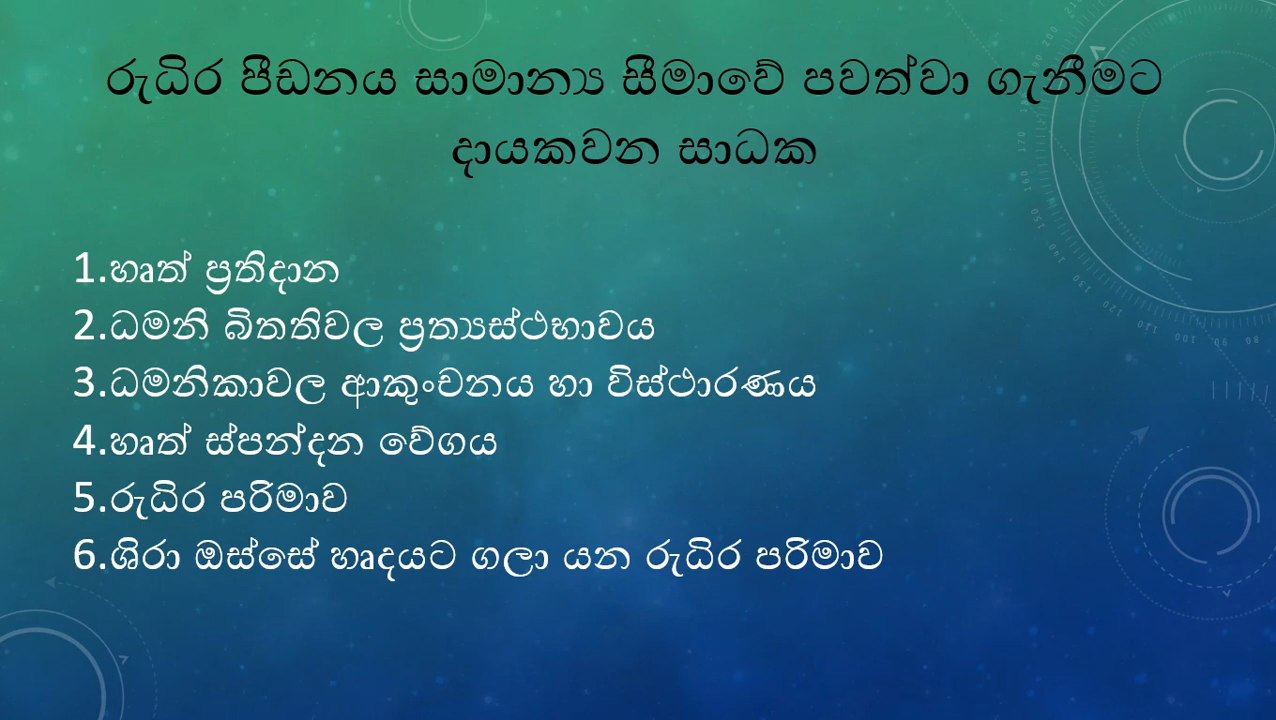 රුධිර පීඩනය සාමාන්‍ය සීමාවේ පවත්වා ගැනීමට
දායකවන සාධක
1.හෘත් ප්‍රතිදාන
2.ධමනි බිතතිවල ප්‍රත්‍යස්ථභාවය
3.ධමනිකාවල ආකුංචනය හා විස්ථාරණය
4.හෘත් ස්පන්දන වේගය
5.රුධිර පරිමාව
6.ශිරා ඔස්සේ හෘදයට ගලා යන රුධිර පරිමාව